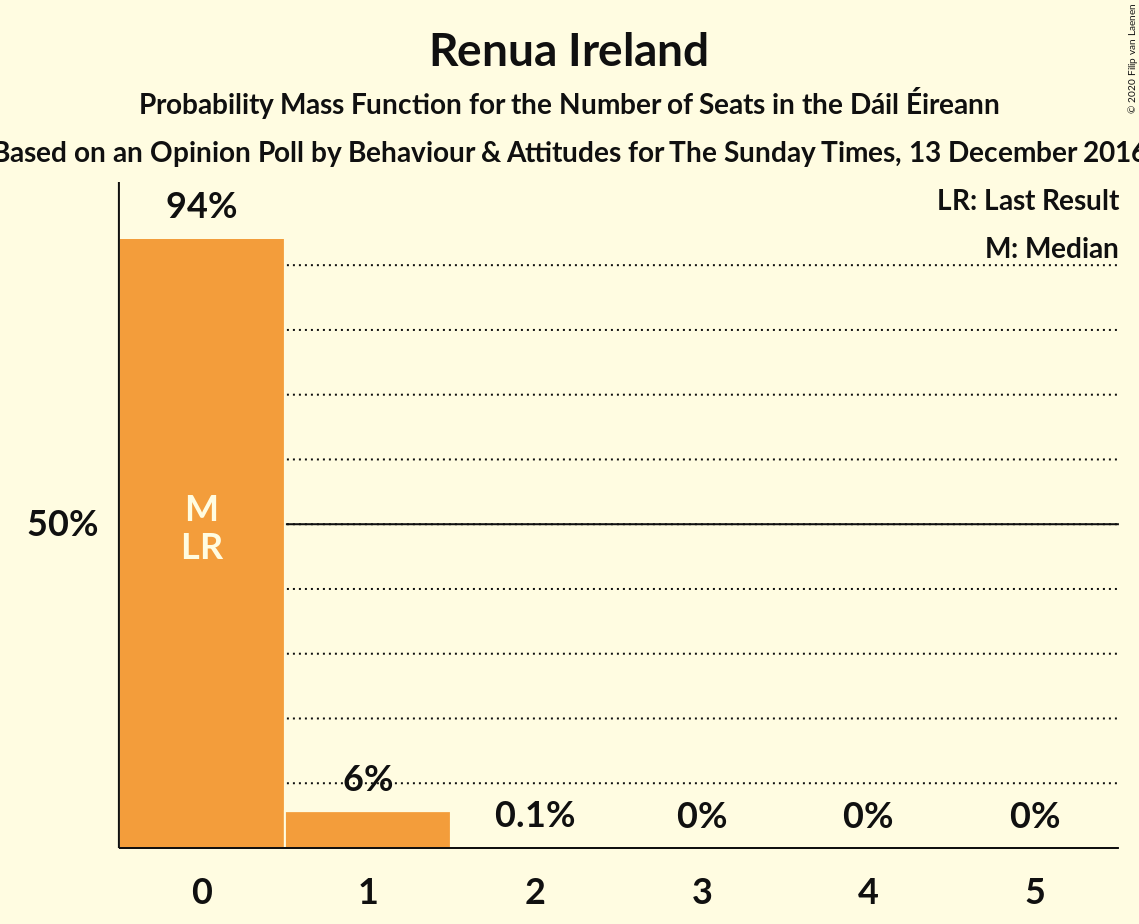 Renua Ireland
Probability Mass Function for the Number of Seats in the Dáil Éireann
Based on an Opinion Poll by Behaviour & Attitudes for The Sunday Times, 13 December 2016
© 2020 Filip van Laenen
LR: Last Result
M: Median
94%
M
LR
50%
6%
0.1%
0%
0%
0%
0 1 2 3 4 5